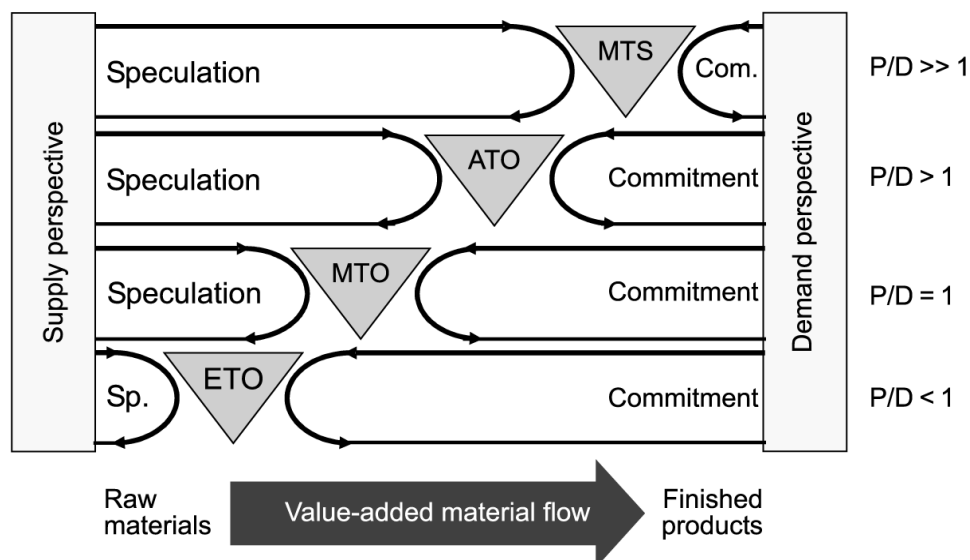 Supply perspective
Speculation
MTS
Com.
P/D >> 1
Speculation
ATO
Commitment
P/D > 1
Speculation
MTO
Commitment
P/D = 1
Sp.
ETO
Commitment
P/D < 1
Demand perspective
Raw
materials
Value-added material flow
Finished
products